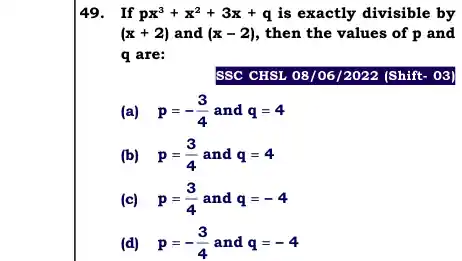 49. If px³ + x² + 3x + q is exactly divisible by
(x + 2) and (x – 2), then the values of p and
q are:
SSC CHSL 08/06/2022 (Shift- 03)
(a) p = –3/4 and q = 4
(b) p = 3/4 and q = 4
(c) p = 3/4 and q = – 4
(d) p = –3/4 and q = – 4